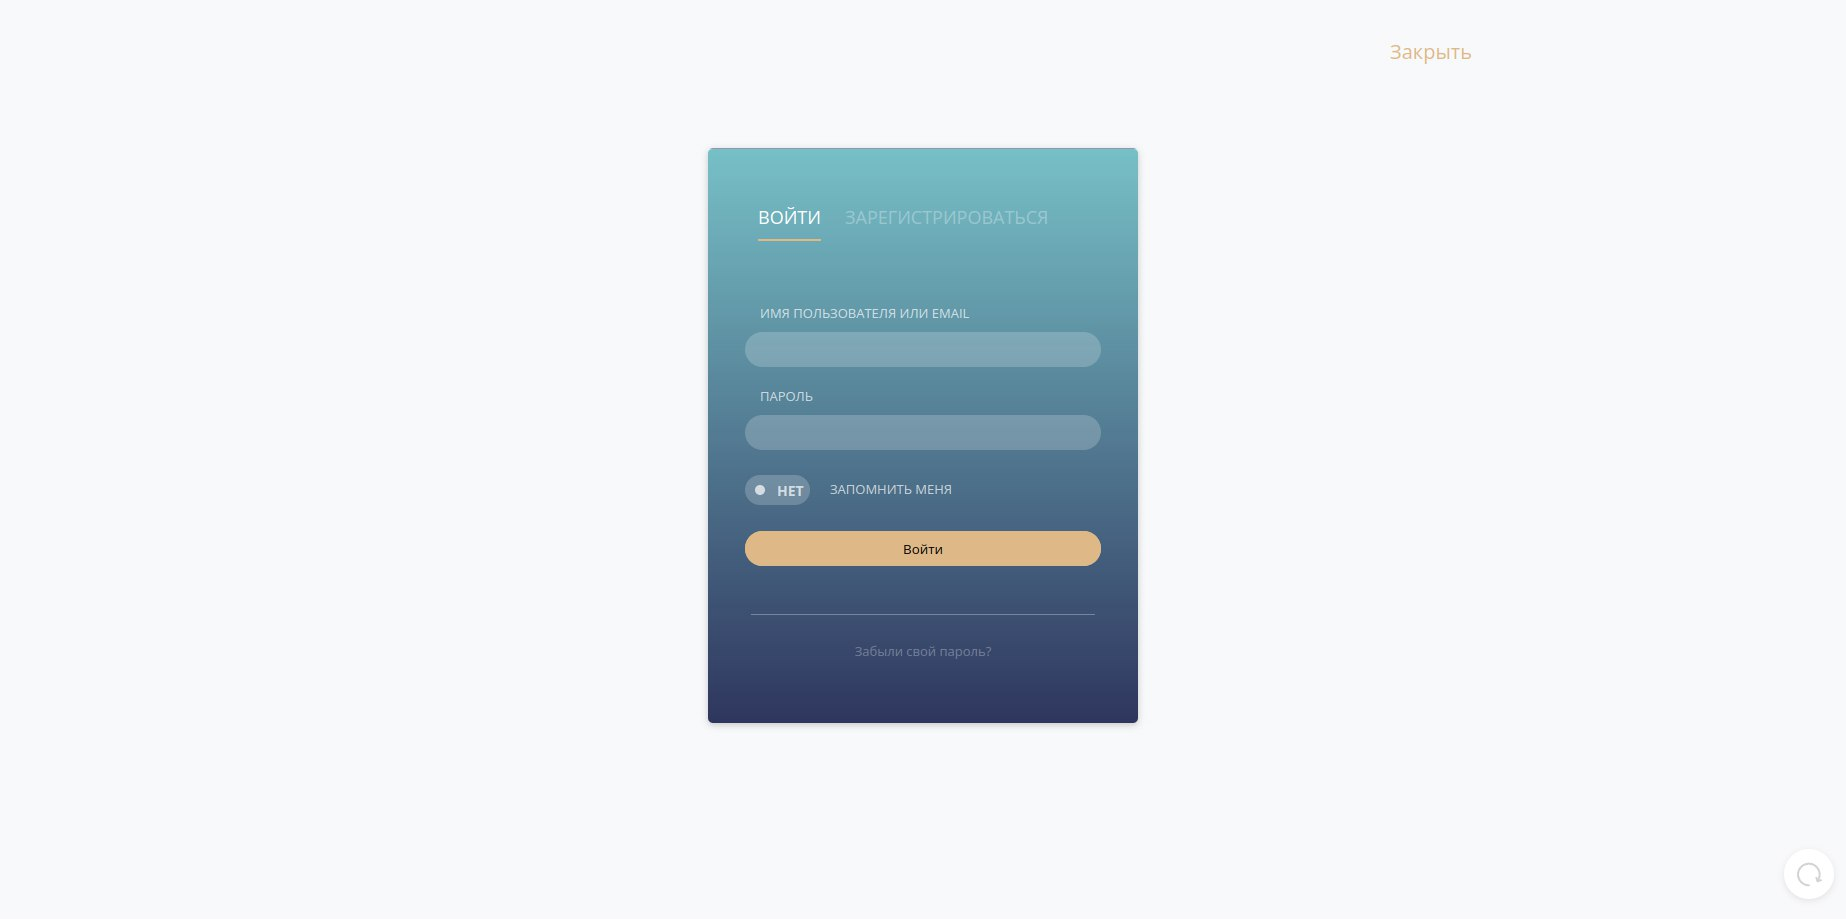 Закрыть
ВОЙТИ ЗАРЕГИСТРИРОВАТЬСЯ
ИМЯ ПОЛЬЗОВАТЕЛЯ ИЛИ EMAIL
ПАРОЛЬ
НЕТ ЗАПОМНИТЬ МЕНЯ
Войти
Забыли свой пароль?